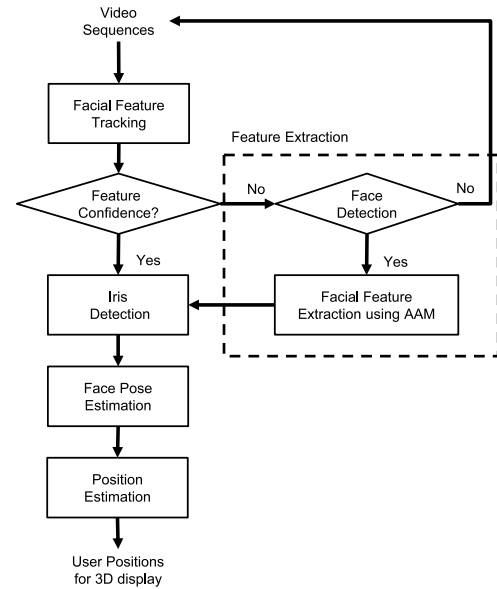 Video
Sequences
Facial Feature
Tracking
Feature Extraction
Feature
Confidence?
No
Face
Detection
No
Yes
Yes
Iris
Detection
Facial Feature
Extraction using AAM
Face Pose
Estimation
Position
Estimation
User Positions
for 3D display